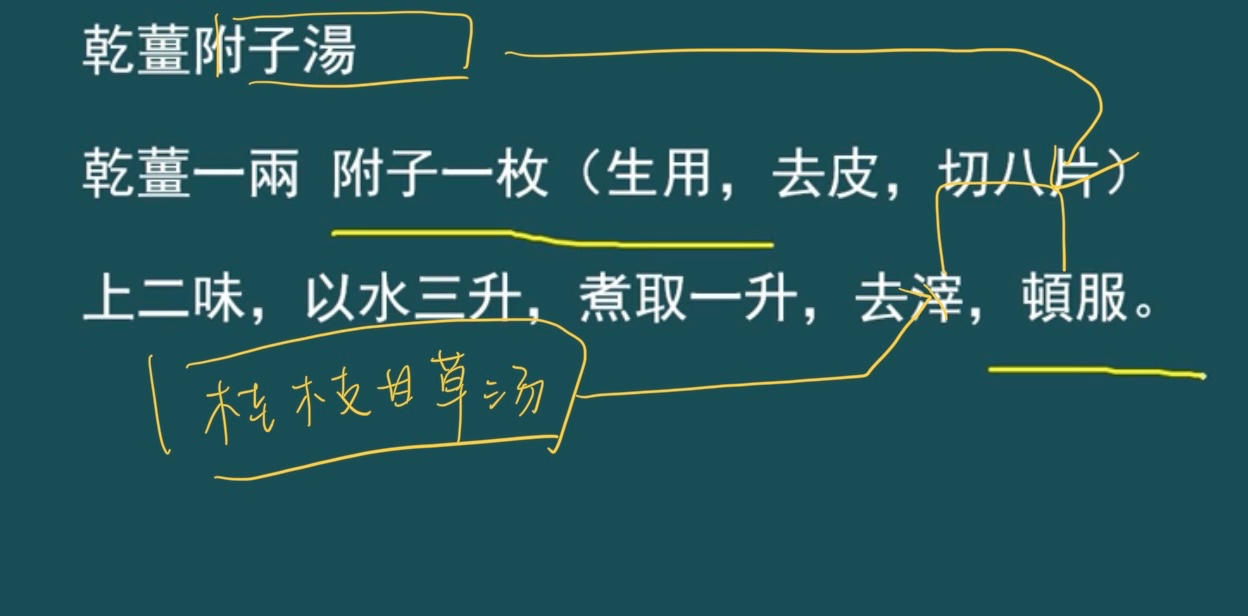 乾薑附子湯
乾薑一兩 附子一枚（生用，去皮，切八片）
上二味，以水三升，煮取一升，去滓，頓服。
桂枝甘草汤